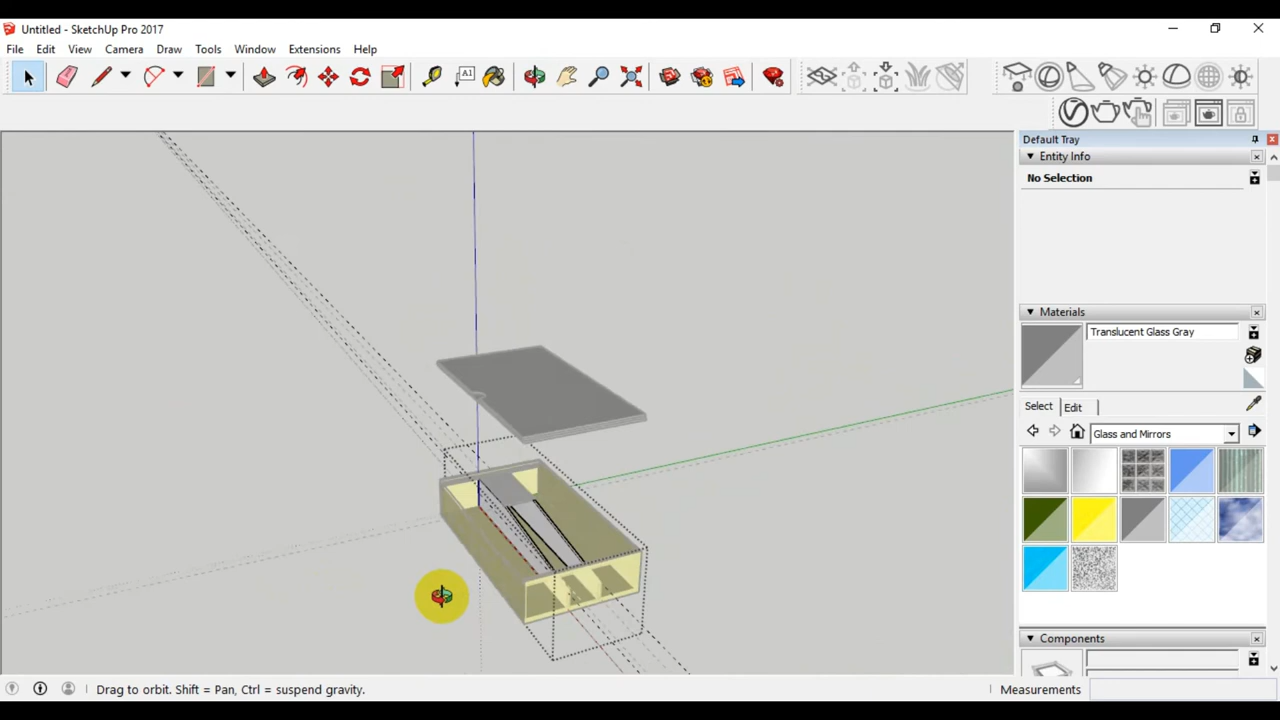 Untitled - SketchUp Pro 2017
File Edit View Camera Draw Tools Window Extensions Help
A1
Default Tray
Entity Info
No Selection
Materials
Translucent Glass Gray
Select Edit
Glass and Mirrors
Components
Drag to orbit. Shift = Pan, Ctrl = suspend gravity.
Measurements